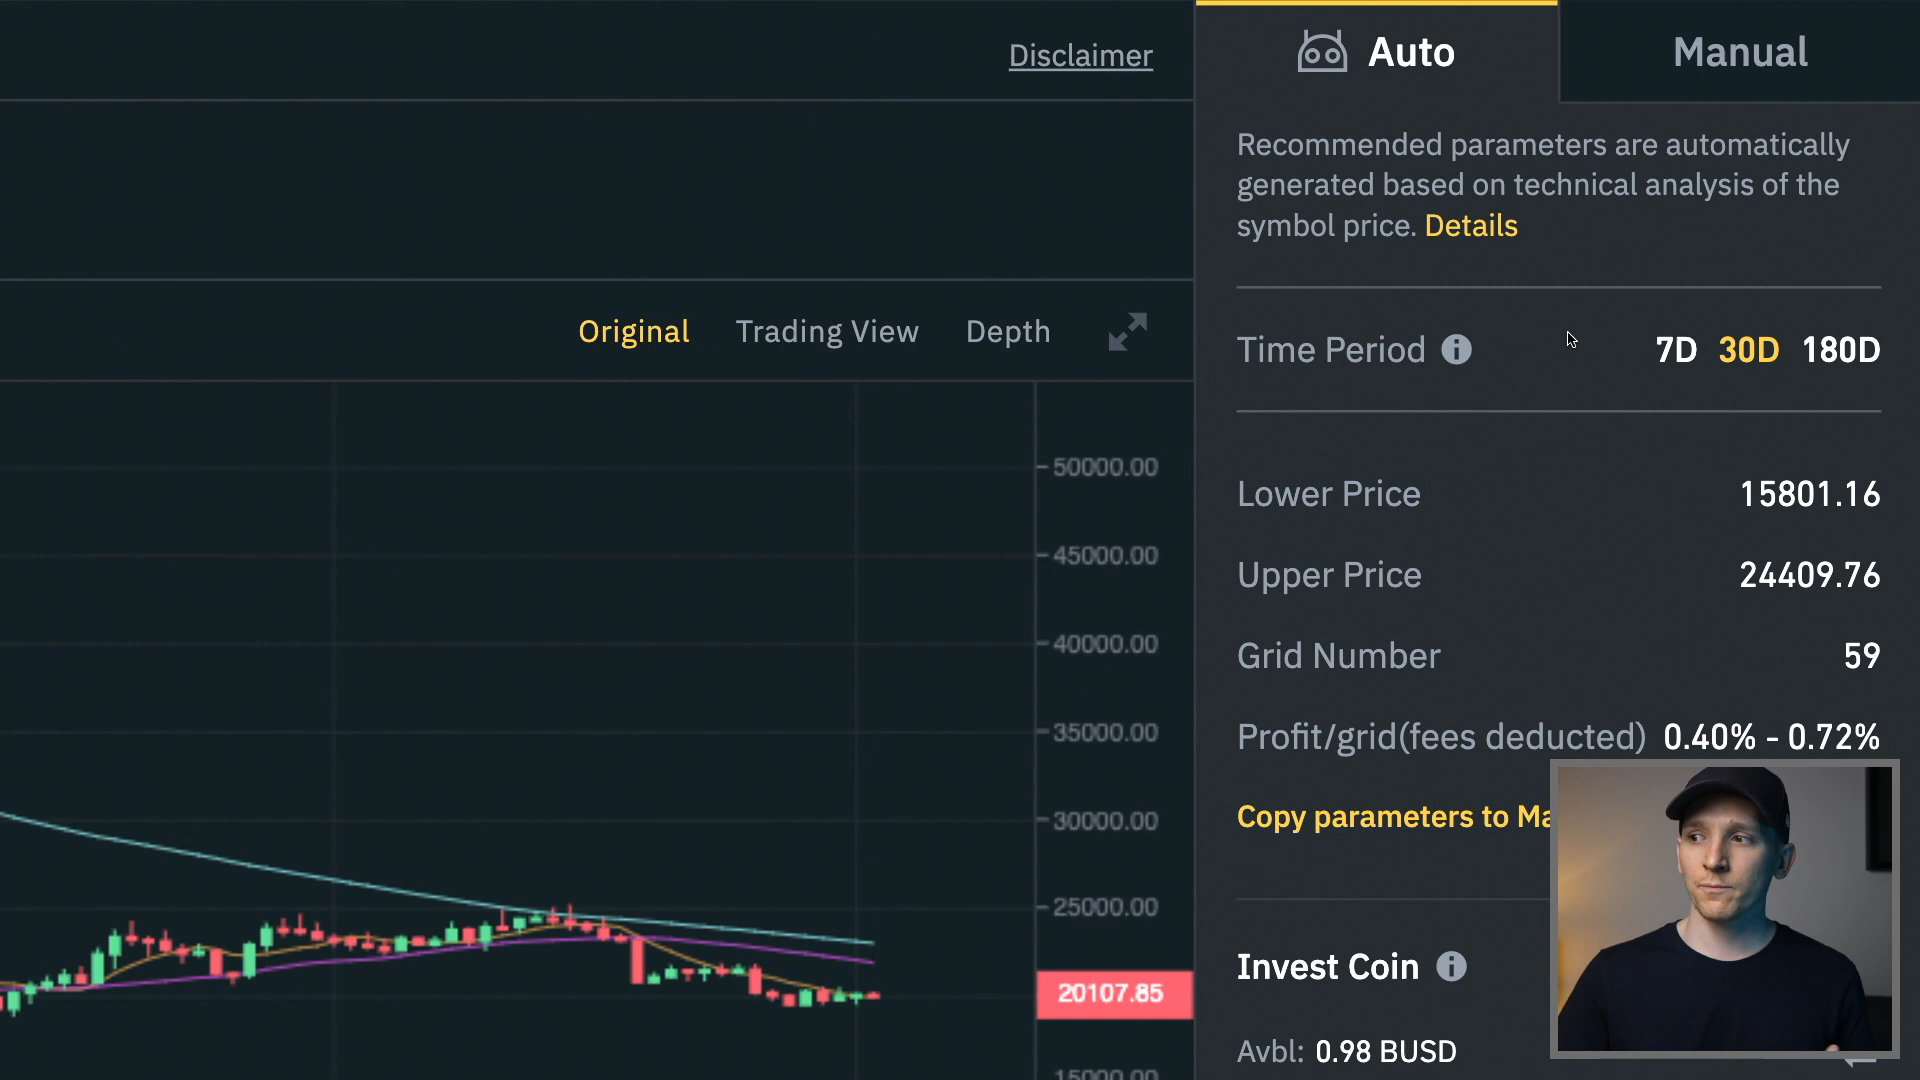 Disclaimer
Auto
Manual
Recommended parameters are automatically
generated based on technical analysis of the
symbol price. Details
Original
Trading View
Depth
Time Period
7D 30D 180D
50000.00
45000.00
40000.00
35000.00
30000.00
25000.00
20107.85
15000.00
Lower Price 15801.16
Upper Price 24409.76
Grid Number 59
Profit/grid(fees deducted) 0.40% - 0.72%
Copy parameters to Ma
Invest Coin
Avbl: 0.98 BUSD